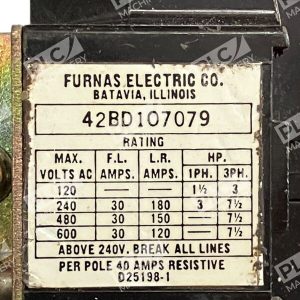 FURNAS ELECTRIC CO.
BATAVIA, ILLINOIS
42BD107079
RATING
MAX. F.L. L.R. HP.
VOLTS AC AMPS. AMPS. 1PH. 3PH.
120 — — 1½ 3
240 30 180 3 7½
480 30 150 — 7½
600 30 120 — 7½
ABOVE 240V. BREAK ALL LINES
PER POLE 40 AMPS RESISTIVE
D25198-1